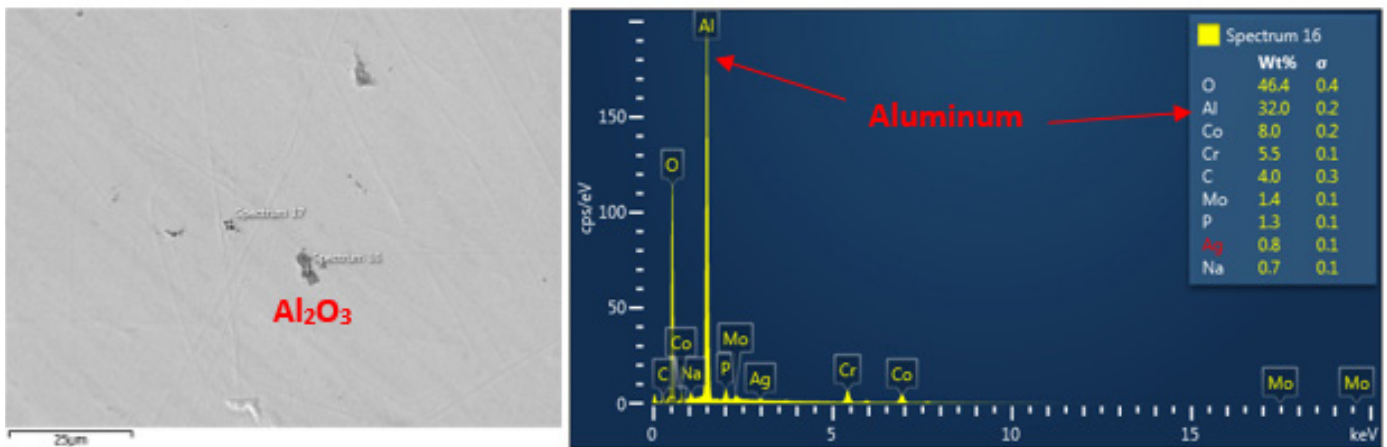 Spectrum 17
Spectrum 16
Al₂O₃
25µm
Al
O
Co
C
Na
P
Mo
Ag
Cr
Co
Mo
Mo
Aluminum
cps/eV
150
100
50
0
0
5
10
15
keV
Spectrum 16
Wt% σ
O 46.4 0.4
Al 32.0 0.2
Co 8.0 0.2
Cr 5.5 0.1
C 4.0 0.3
Mo 1.4 0.1
P 1.3 0.1
Ag 0.8 0.1
Na 0.7 0.1